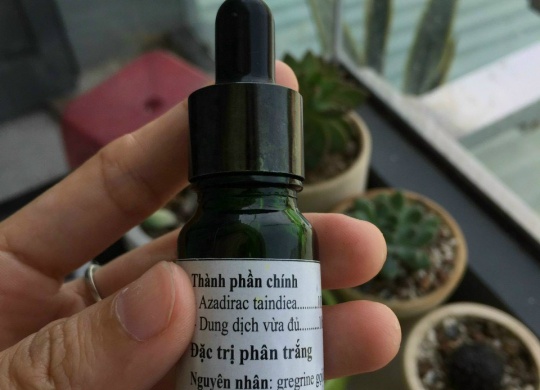 Thành phần chính
Azadirac taindiea..........
Dung dịch vừa đủ........
Đặc trị phân trắng
Nguyên nhân: gregrine